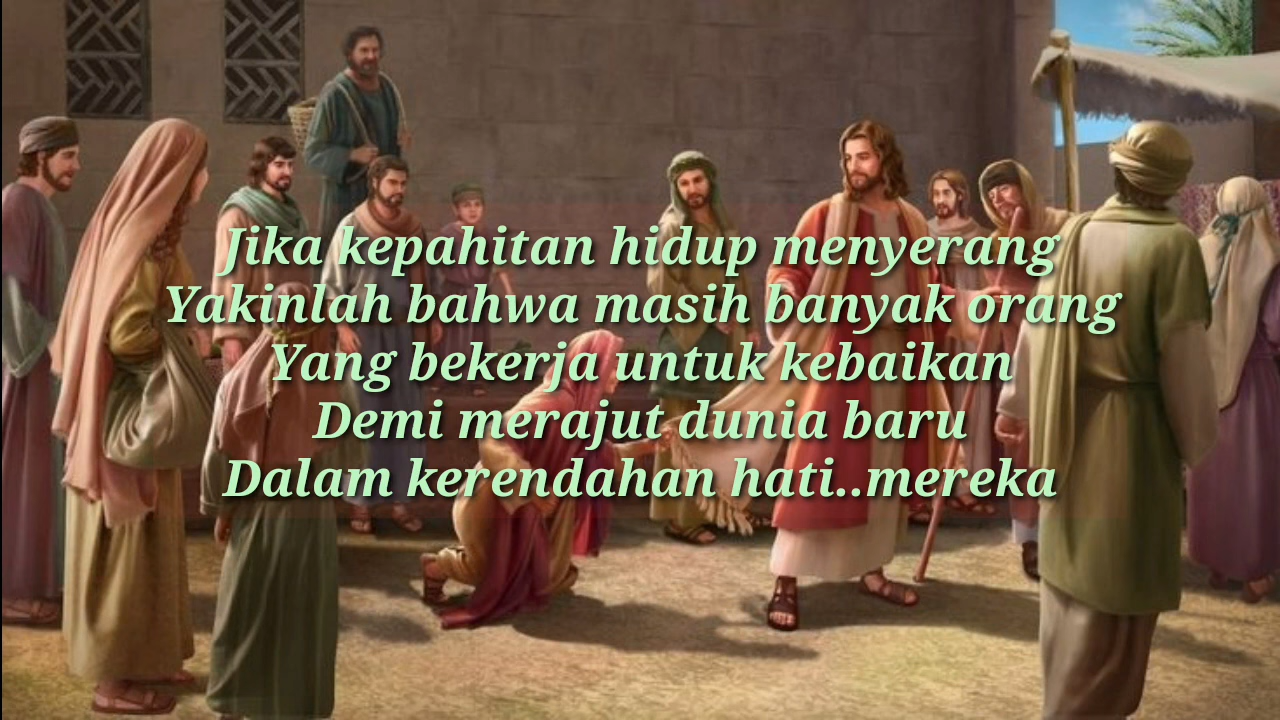 Jika kepahitan hidup menyerang
Yakinlah bahwa masih banyak orang
Yang bekerja untuk kebaikan
Demi merajut dunia baru
Dalam kerendahan hati..mereka